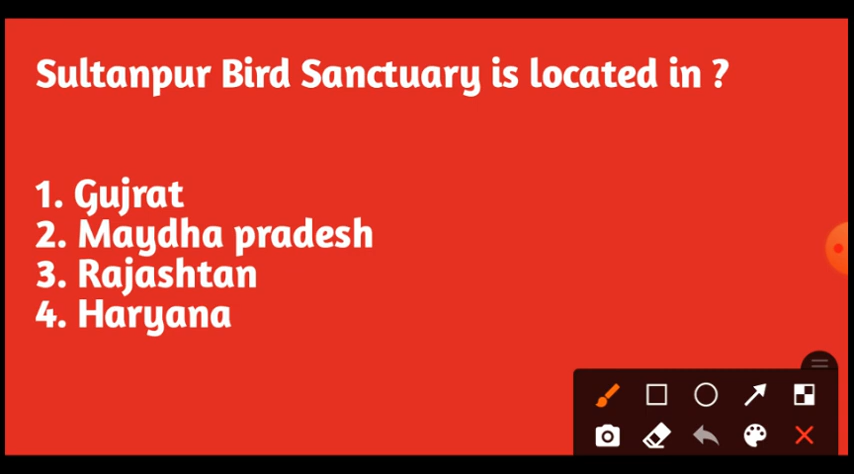 Sultanpur Bird Sanctuary is located in ?
1. Gujrat
2. Maydha pradesh
3. Rajashtan
4. Haryana